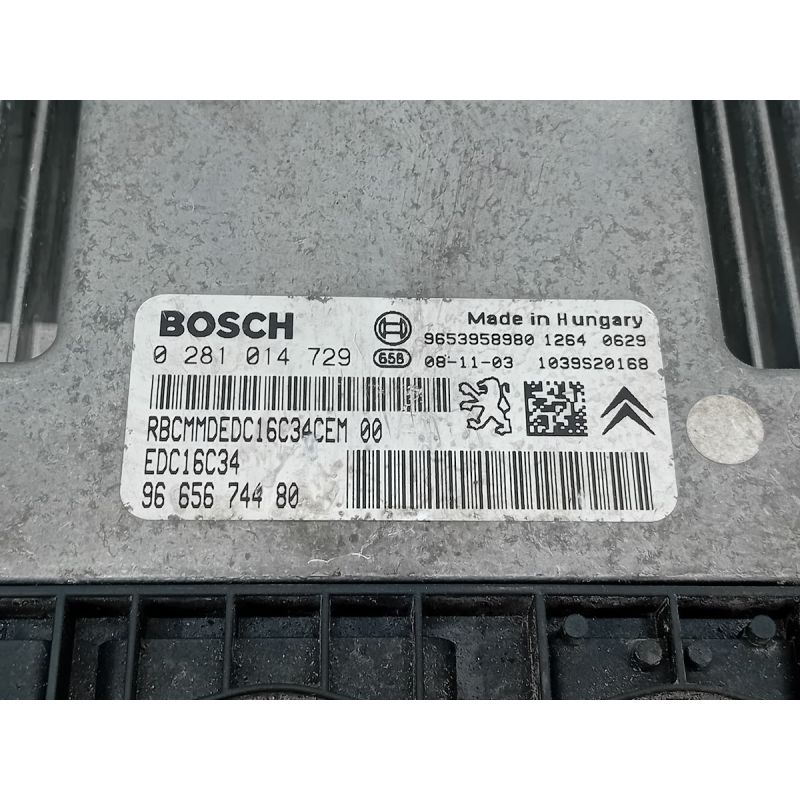 BOSCH
Made in Hungary
9653958980 1264 0629
0 281 014 729
656 08-11-03 1039S20168
RBCMMDEDC16C34CEM 00
EDC16C34
96 656 744 80